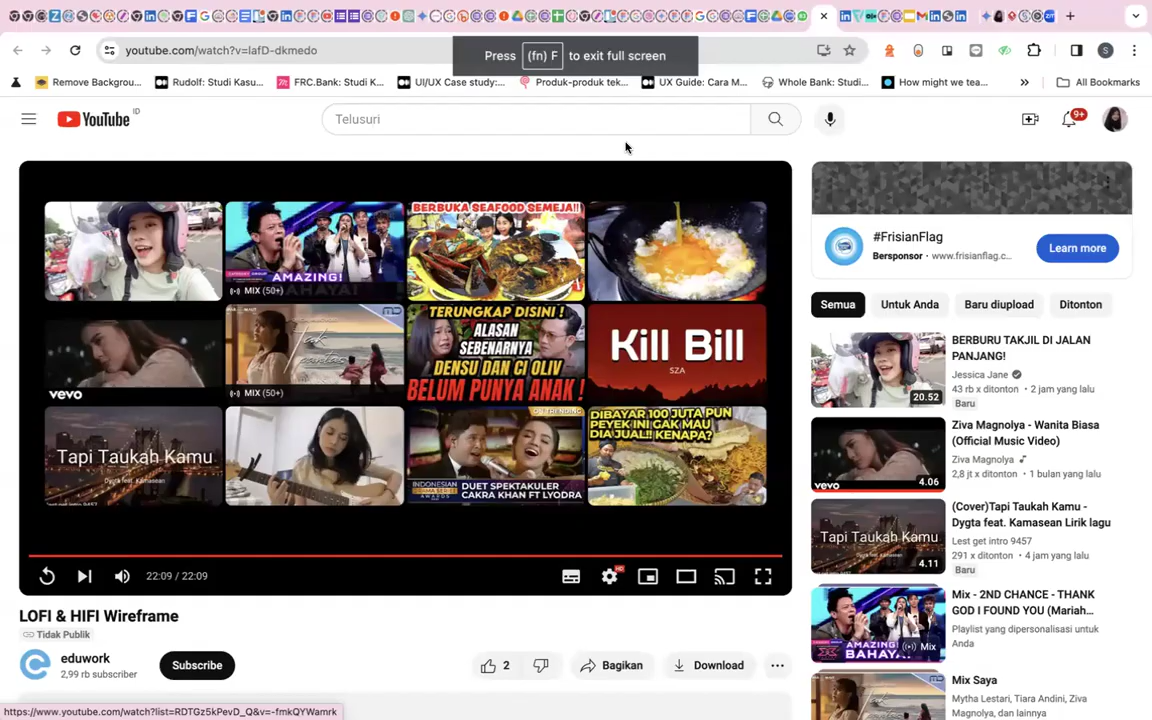 youtube.com/watch?v=lafD-dkmedo
Press (fn) F to exit full screen
S
Remove Backgrou...
Rudolf: Studi Kasu...
FRC.Bank: Studi K...
UI/UX Case study:...
Produk-produk tek...
UX Guide: Cara M...
Whole Bank: Studi...
How might we tea...
»
All Bookmarks
YouTube ID
Telusuri
9+
AMAZING!
MIX (50+)
BERBUKA SEAFOOD SEMEJA!!
vevo
MIX (50+)
TERUNGKAP DISINI !
ALASAN
SEBENARNYA
DENSU DAN CI OLIV
BELUM PUNYA ANAK !
Kill Bill
SZA
Tapi Taukah Kamu
Dygta feat. Kamasean
DUET SPEKTAKULER
CAKRA KHAN FT LYODRA
DIBAYAR 100 JUTA PUN
PEYEK INI GAK MAU
DIA JUAL!! KENAPA?
22:09 / 22:09
HD
LOFI & HIFI Wireframe
Tidak Publik
eduwork
2,99 rb subscriber
Subscribe
2
Bagikan
Download
#FrisianFlag
Bersponsor · www.frisianflag.c...
Learn more
Semua
Untuk Anda
Baru diupload
Ditonton
20.52
BERBURU TAKJIL DI JALAN
PANJANG!
Jessica Jane
43 rb x ditonton • 2 jam yang lalu
Baru
vevo
4.06
Ziva Magnolya - Wanita Biasa
(Official Music Video)
Ziva Magnolya
2,8 jt x ditonton • 1 bulan yang lalu
Tapi Taukah Kamu
4.11
(Cover)Tapi Taukah Kamu -
Dygta feat. Kamasean Lirik lagu
Lest get intro 9457
291 x ditonton • 4 jam yang lalu
Baru
BAHAYA
Mix
Mix - 2ND CHANCE - THANK
GOD I FOUND YOU (Mariah...
Playlist yang dipersonalisasi untuk
Anda
Mix Saya
Mytha Lestari, Tiara Andini, Ziva
Magnolya, dan lainnya
https://www.youtube.com/watch?list=RDTGz5kPevD_Q&v=-fmkQYWamrk